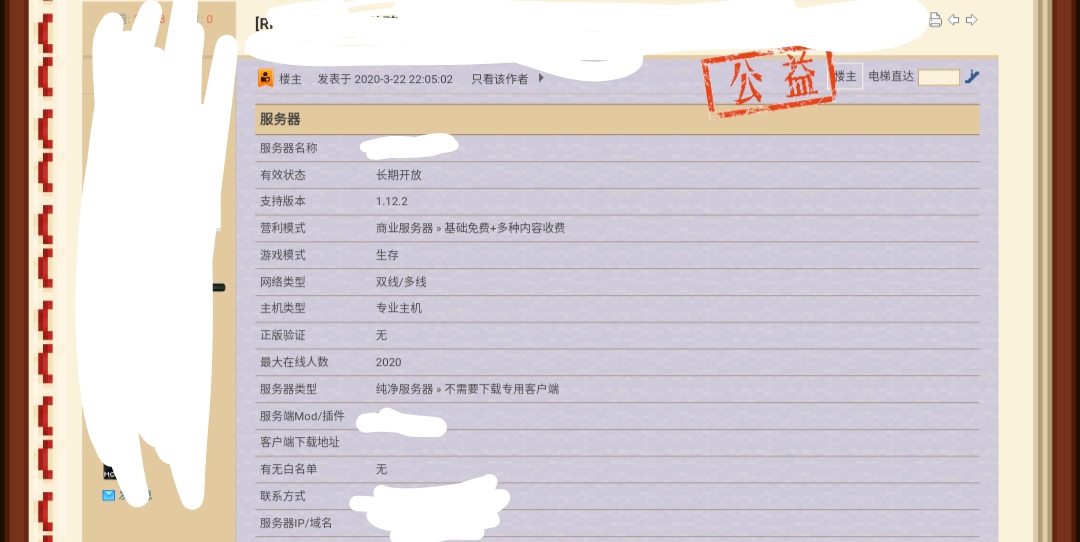 : 0
[R
楼主 发表于 2020-3-22 22:05:02 只看该作者
公益
楼主 电梯直达
服务器
服务器名称
有效状态 长期开放
支持版本 1.12.2
营利模式 商业服务器 » 基础免费+多种内容收费
游戏模式 生存
网络类型 双线/多线
主机类型 专业主机
正版验证 无
最大在线人数 2020
服务器类型 纯净服务器 » 不需要下载专用客户端
服务端Mod/插件
客户端下载地址
有无白名单 无
联系方式
服务器IP/域名